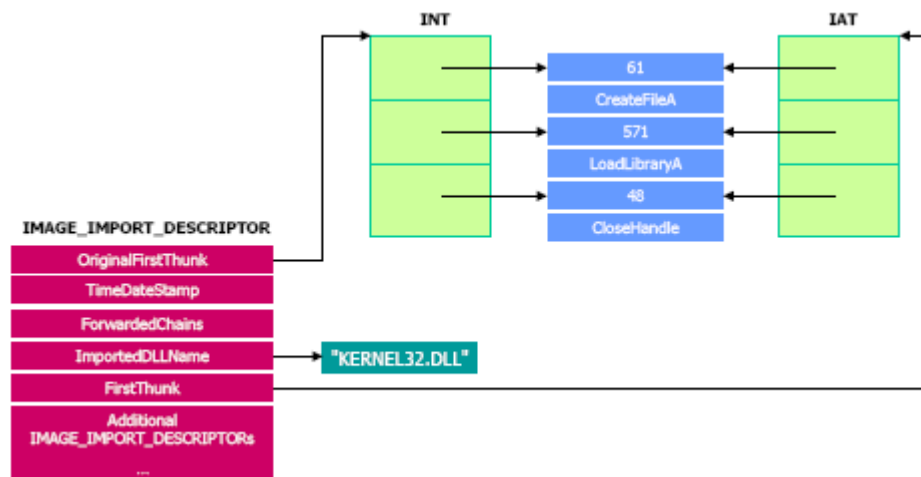 INT
IAT
61
CreateFileA
571
LoadLibraryA
48
CloseHandle
IMAGE_IMPORT_DESCRIPTOR
OriginalFirstThunk
TimeDateStamp
ForwardedChains
ImportedDLLName
"KERNEL32.DLL"
FirstThunk
Additional
IMAGE_IMPORT_DESCRIPTORs
...